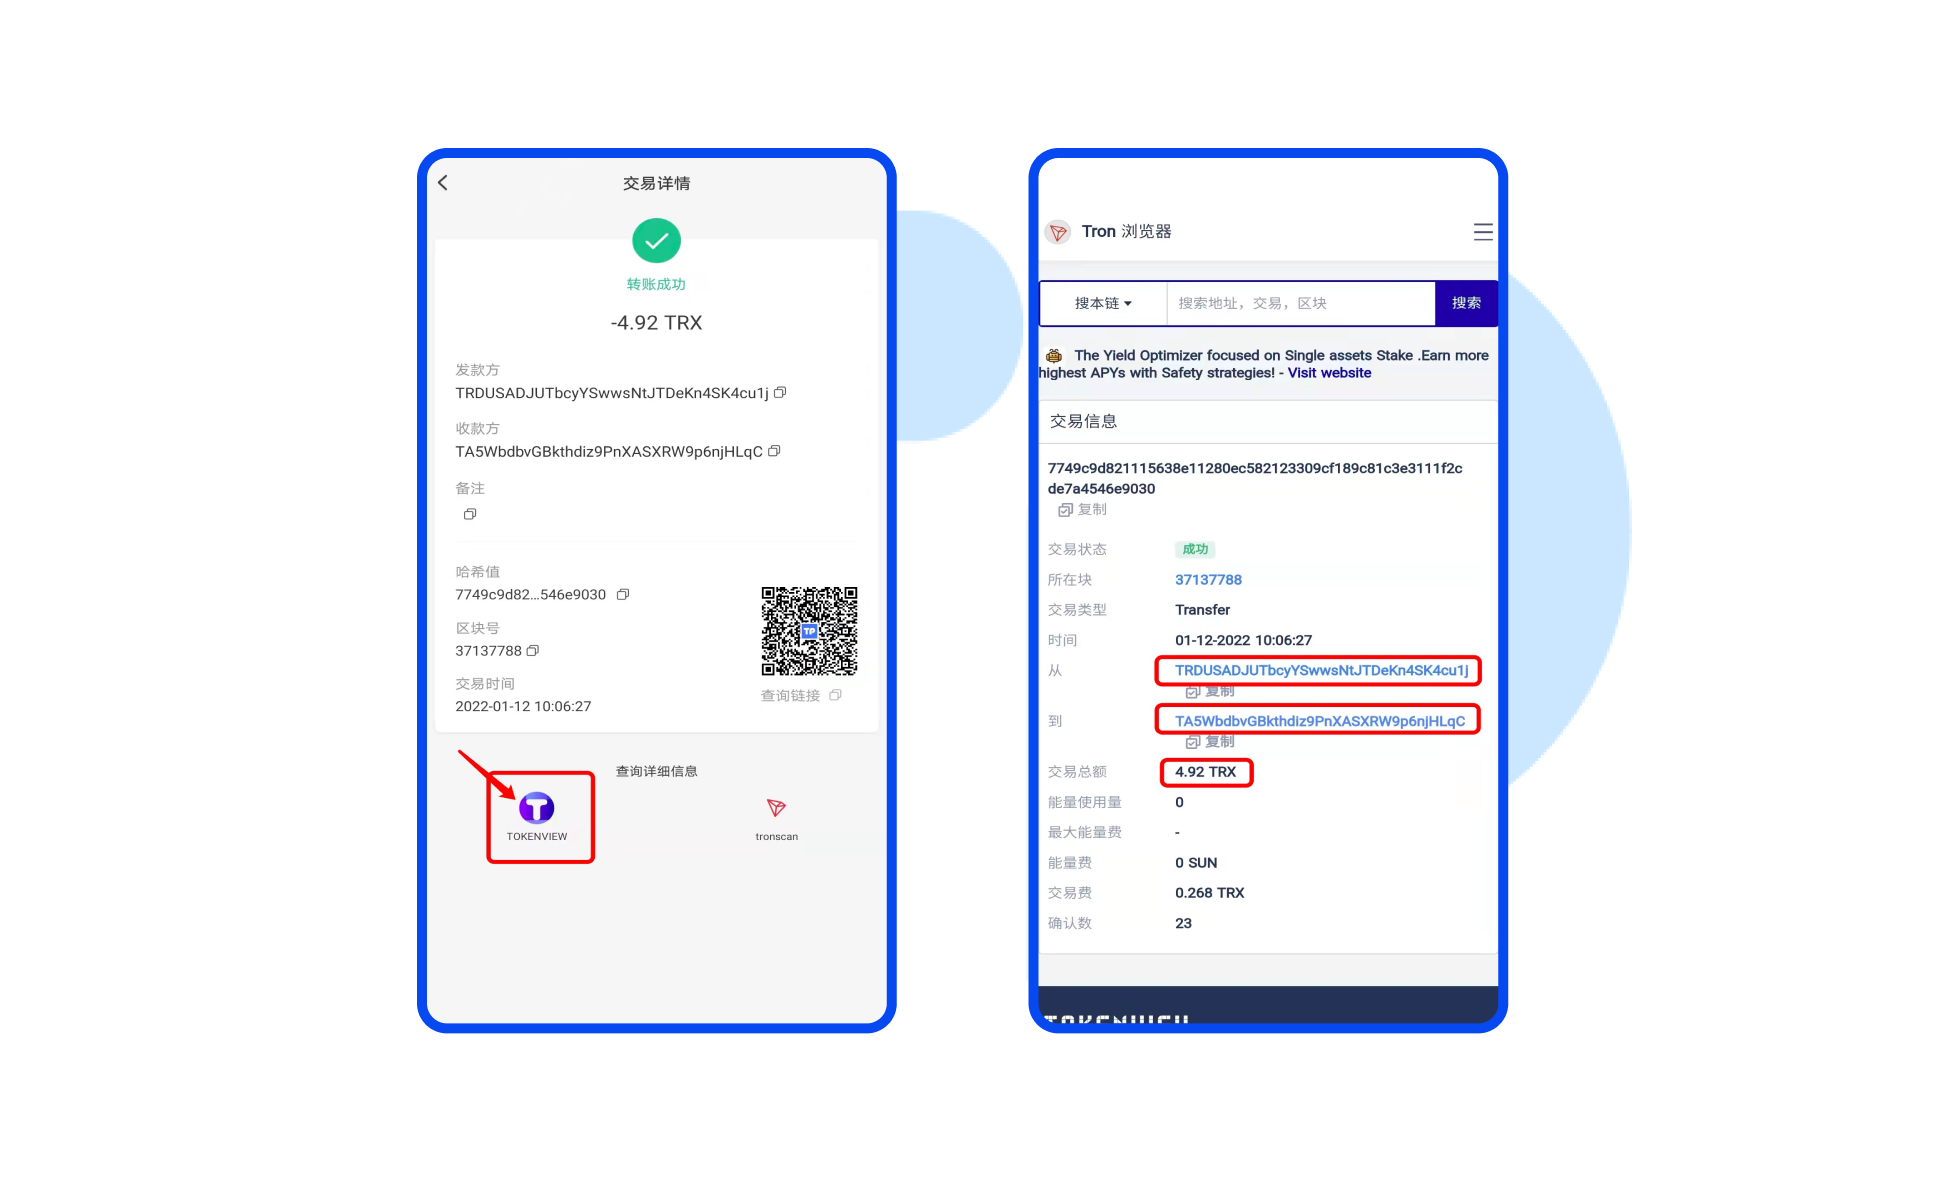 交易详情
转账成功
-4.92 TRX
发款方
TRDUSADJUTbcyYSwwsNtJTDeKn4SK4cu1j
收款方
TA5WbdbvGBkthdiz9PnXASXRW9p6njHLqC
备注
哈希值
7749c9d82...546e9030
区块号
37137788
交易时间
2022-01-12 10:06:27
TP
查询链接
查询详细信息
TOKENVIEW
tronscan
Tron 浏览器
搜本链
搜索地址，交易，区块
搜索
The Yield Optimizer focused on Single assets Stake .Earn more
highest APYs with Safety strategies! - Visit website
交易信息
7749c9d821115638e11280ec582123309cf189c81c3e3111f2c
de7a4546e9030
复制
交易状态 成功
所在块 37137788
交易类型 Transfer
时间 01-12-2022 10:06:27
从 TRDUSADJUTbcyYSwwsNtJTDeKn4SK4cu1j
复制
到 TA5WbdbvGBkthdiz9PnXASXRW9p6njHLqC
复制
交易总额 4.92 TRX
能量使用量 0
最大能量费 -
能量费 0 SUN
交易费 0.268 TRX
确认数 23
TOKENVIEW